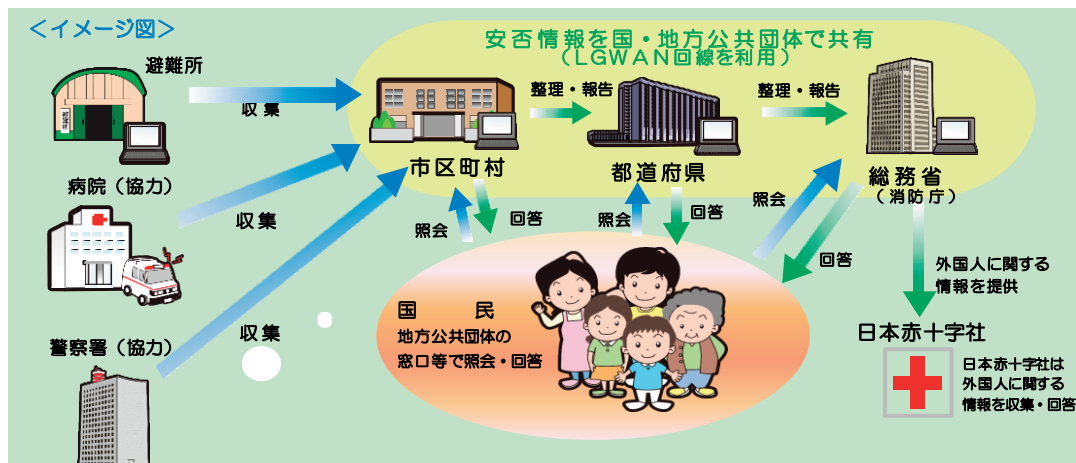 ＜イメージ図＞
安否情報を国・地方公共団体で共有
（LGWAN回線を利用）
避難所
収集
整理・報告
整理・報告
病院（協力）
市区町村
都道府県
総務省
（消防庁）
収集
照会
回答
照会
回答
照会
回答
外国人に関する
情報を提供
国　民
地方公共団体の
窓口等で照会・回答
収集
警察署（協力）
日本赤十字社
日本赤十字社は
外国人に関する
情報を収集・回答